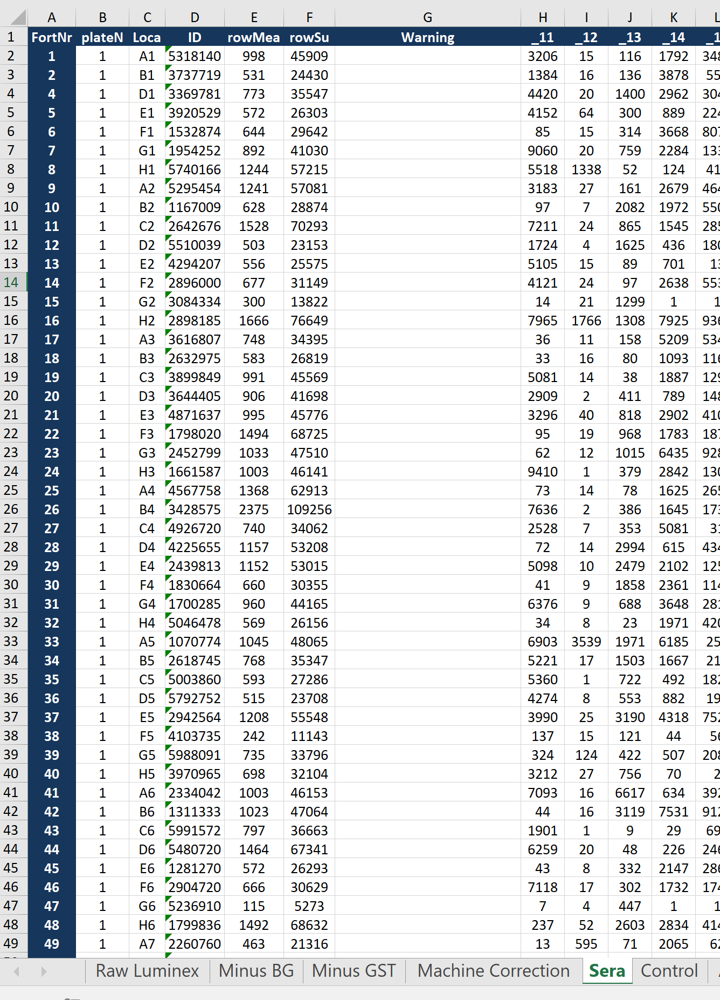 A B C D E F G H I J K L
1 FortNr plateN Loca ID rowMea rowSu Warning _11 _12 _13 _14 _1
2 1 1 A1 5318140 998 45909 3206 15 116 1792 348
3 2 1 B1 3737719 531 24430 1384 16 136 3878 55
4 4 1 D1 3369781 773 35547 4420 20 1400 2962 304
5 5 1 E1 3920529 572 26303 4152 64 300 889 224
6 6 1 F1 1532874 644 29642 85 15 314 3668 807
7 7 1 G1 1954252 892 41030 9060 20 759 2284 133
8 8 1 H1 5740166 1244 57215 5518 1338 52 124 41
9 9 1 A2 5295454 1241 57081 3183 27 161 2679 464
10 10 1 B2 1167009 628 28874 97 7 2082 1972 550
11 11 1 C2 2642676 1528 70293 7211 24 865 1545 285
12 12 1 D2 5510039 503 23153 1724 4 1625 436 180
13 13 1 E2 4294207 556 25575 5105 15 89 701 13
14 14 1 F2 2896000 677 31149 4121 24 97 2638 553
15 15 1 G2 3084334 300 13822 14 21 1299 1 1
16 16 1 H2 2898185 1666 76649 7965 1766 1308 7925 936
17 17 1 A3 3616807 748 34395 36 11 158 5209 534
18 18 1 B3 2632975 583 26819 33 16 80 1093 116
19 19 1 C3 3899849 991 45569 5081 14 38 1887 129
20 20 1 D3 3644405 906 41698 2909 2 411 789 148
21 21 1 E3 4871637 995 45776 3296 40 818 2902 410
22 22 1 F3 1798020 1494 68725 95 19 968 1783 187
23 23 1 G3 2452799 1033 47510 62 12 1015 6435 928
24 24 1 H3 1661587 1003 46141 9410 1 379 2842 130
25 25 1 A4 4567758 1368 62913 73 14 78 1625 265
26 26 1 B4 3428575 2375 109256 7636 2 386 1645 173
27 27 1 C4 4926720 740 34062 2528 7 353 5081 31
28 28 1 D4 4225655 1157 53208 72 14 2994 615 434
29 29 1 E4 2439813 1152 53015 5098 10 2479 2102 125
30 30 1 F4 1830664 660 30355 41 9 1858 2361 114
31 31 1 G4 1700285 960 44165 6376 9 688 3648 281
32 32 1 H4 5046478 569 26156 34 8 23 1971 420
33 33 1 A5 1070774 1045 48065 6903 3539 1971 6185 25
34 34 1 B5 2618745 768 35347 5221 17 1503 1667 21
35 35 1 C5 5003860 593 27286 5360 1 722 492 182
36 36 1 D5 5792752 515 23708 4274 8 553 882 19
37 37 1 E5 2942564 1208 55548 3990 25 3190 4318 752
38 38 1 F5 4103735 242 11143 137 15 121 44 56
39 39 1 G5 5988091 735 33796 324 124 422 507 208
40 40 1 H5 3970965 698 32104 3212 27 756 70 2
41 41 1 A6 2334042 1003 46153 7093 16 6617 634 392
42 42 1 B6 1311333 1023 47064 44 16 3119 7531 912
43 43 1 C6 5991572 797 36663 1901 1 9 29 69
44 44 1 D6 5480720 1464 67341 6259 20 48 226 246
45 45 1 E6 1281270 572 26293 43 8 332 2147 286
46 46 1 F6 2904720 666 30629 7118 17 302 1732 174
47 47 1 G6 5236910 115 5273 7 4 447 1 1
48 48 1 H6 1799836 1492 68632 237 52 2603 2834 414
49 49 1 A7 2260760 463 21316 13 595 71 2065 62
Raw Luminex Minus BG Minus GST Machine Correction Sera Control